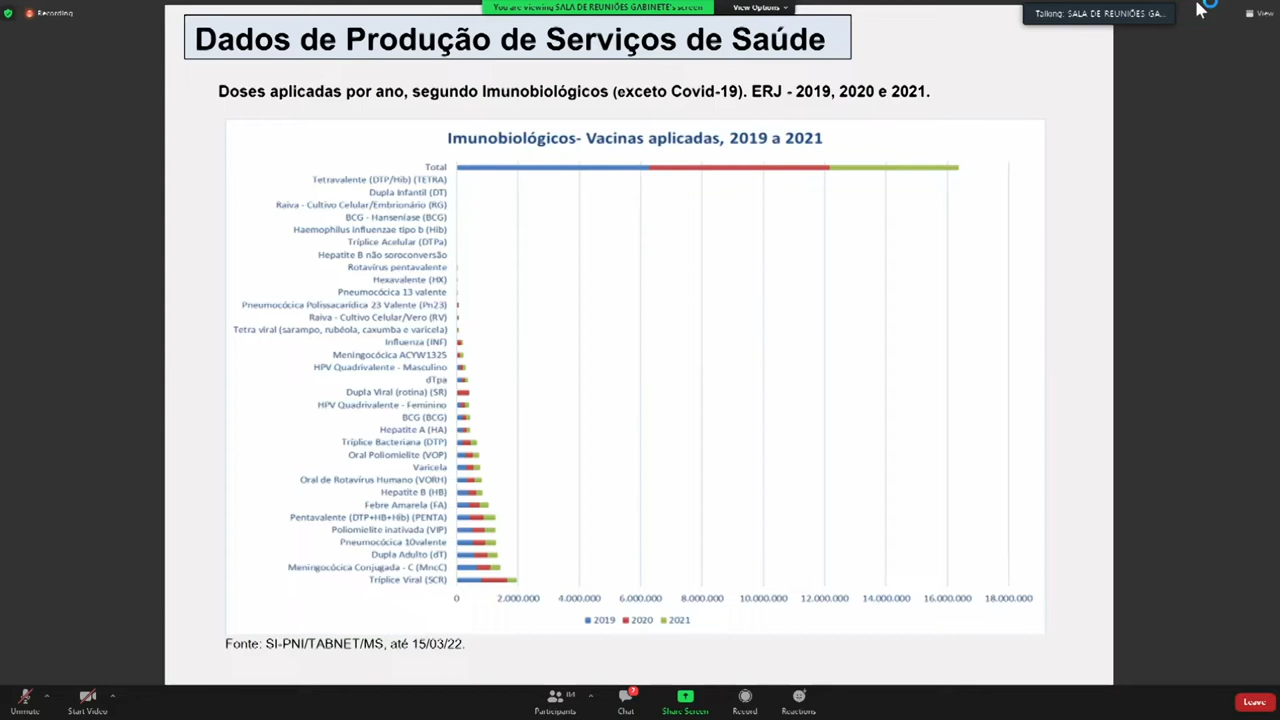 Recording
You are viewing SALA DE REUNIÕES GABINETE's screen
View Options
Talking: SALA DE REUNIÕES GA...
View
Dados de Produção de Serviços de Saúde
Doses aplicadas por ano, segundo Imunobiológicos (exceto Covid-19). ERJ - 2019, 2020 e 2021.
Imunobiológicos- Vacinas aplicadas, 2019 a 2021
Total
Tetravalente (DTP/Hib) (TETRA)
Dupla Infantil (DT)
Raiva - Cultivo Celular/Embrionário (RG)
BCG - Hanseníase (BCG)
Haemophilus influenzae tipo b (Hib)
Tríplice Acelular (DTPa)
Hepatite B não soroconversão
Rotavírus pentavalente
Hexavalente (HX)
Pneumocócica 13 valente
Pneumocócica Polissacarídica 23 Valente (Pn23)
Raiva - Cultivo Celular/Vero (RV)
Tetra viral (sarampo, rubéola, caxumba e varicela)
Influenza (INF)
Meningocócica ACYW1325
HPV Quadrivalente - Masculino
dTpa
Dupla Viral (rotina) (SR)
HPV Quadrivalente - Feminino
BCG (BCG)
Hepatite A (HA)
Tríplice Bacteriana (DTP)
Oral Poliomielite (VOP)
Varicela
Oral de Rotavírus Humano (VORH)
Hepatite B (HB)
Febre Amarela (FA)
Pentavalente (DTP+HB+Hib) (PENTA)
Poliomielite inativada (VIP)
Pneumocócica 10valente
Dupla Adulto (dT)
Meningocócica Conjugada - C (MncC)
Tríplice Viral (SCR)
0 2.000.000 4.000.000 6.000.000 8.000.000 10.000.000 12.000.000 14.000.000 16.000.000 18.000.000
2019 2020 2021
Fonte: SI-PNI/TABNET/MS, até 15/03/22.
Unmute
Start Video
Participants
7
Chat
Share Screen
Record
Reactions
Leave